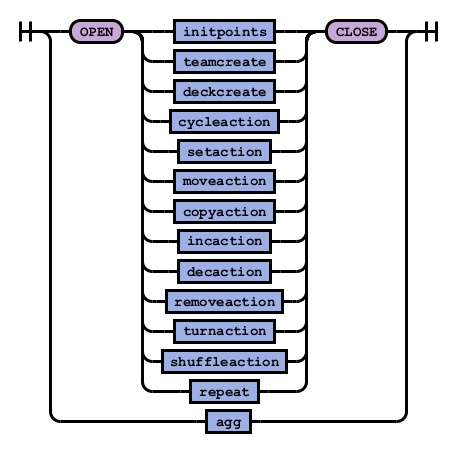 OPEN initpoints CLOSE
teamcreate
deckcreate
cycleaction
setaction
moveaction
copyaction
incaction
decaction
removeaction
turnaction
shuffleaction
repeat
agg